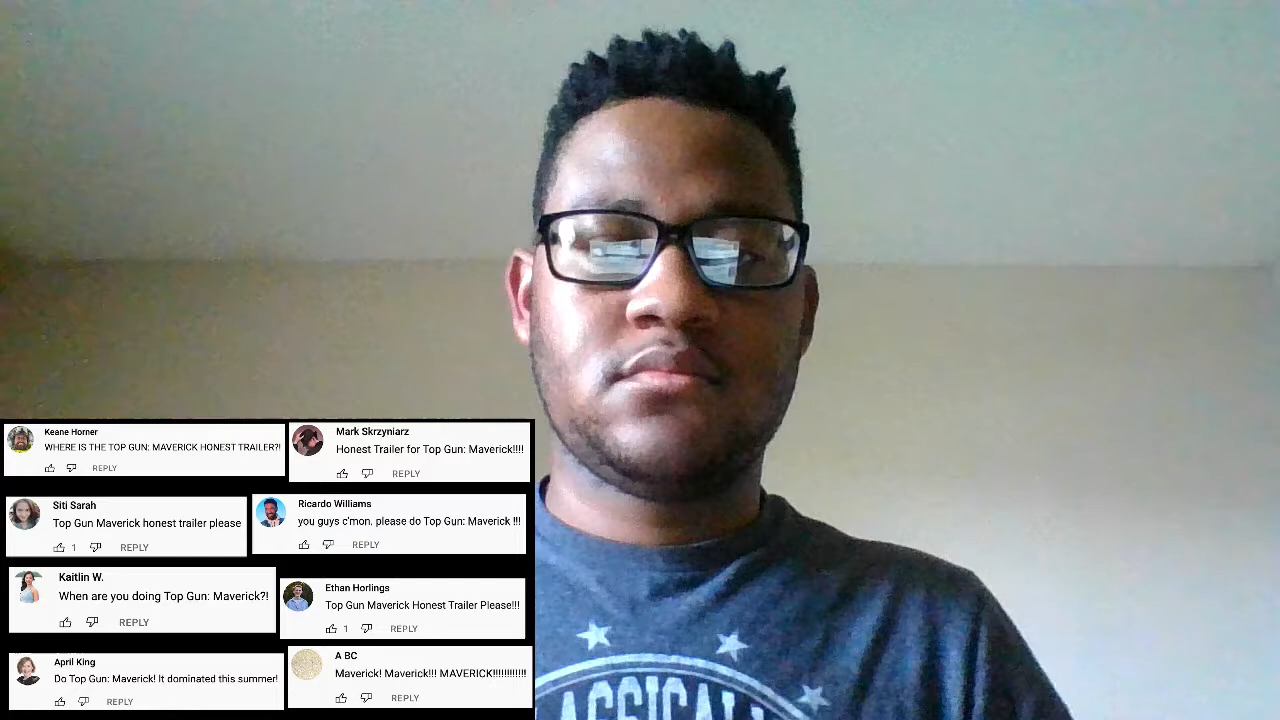 Keane Horner
WHERE IS THE TOP GUN: MAVERICK HONEST TRAILER?!
REPLY
Mark Skrzyniarz
Honest Trailer for Top Gun: Maverick!!!!
REPLY
Siti Sarah
Top Gun Maverick honest trailer please
1 REPLY
Ricardo Williams
you guys c'mon, please do Top Gun: Maverick !!!
REPLY
Kaitlin W.
When are you doing Top Gun: Maverick?!
REPLY
Ethan Horlings
Top Gun Maverick Honest Trailer Please!!!
1 REPLY
April King
Do Top Gun: Maverick! It dominated this summer!
REPLY
A BC
Maverick! Maverick!!! MAVERICK!!!!!!!!!!!!
REPLY